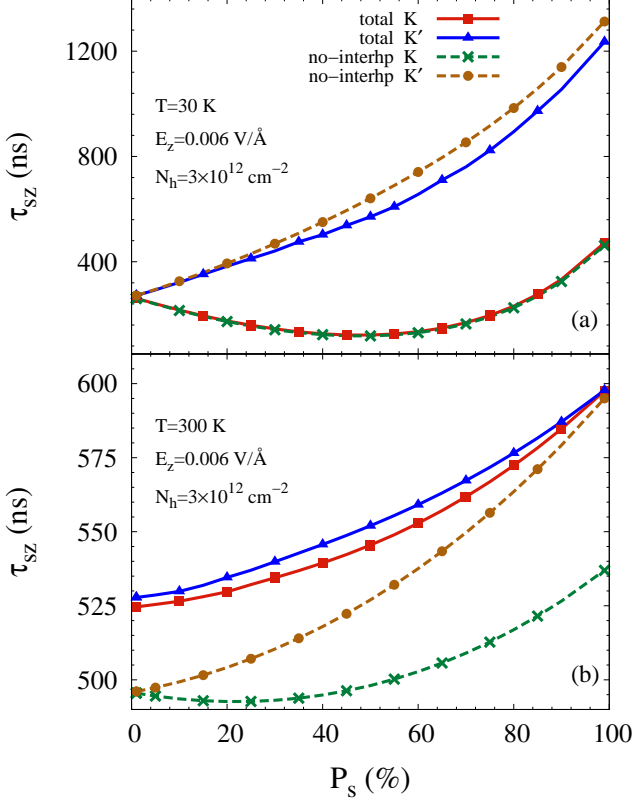 total K
total K′
no-interhp K
no-interhp K′
T=30 K
E_z=0.006 V/Å
N_h=3×10^12 cm^−2
1200
800
400
τ_sz (ns)
(a)
T=300 K
E_z=0.006 V/Å
N_h=3×10^12 cm^−2
600
575
550
525
500
τ_sz (ns)
(b)
0 20 40 60 80 100
P_s (%)